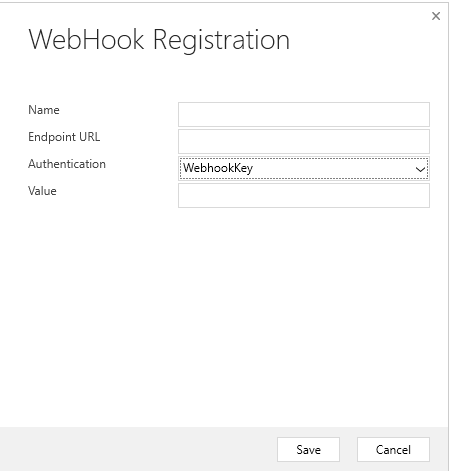 WebHook Registration
Name
Endpoint URL
Authentication
WebhookKey
Value
Save
Cancel